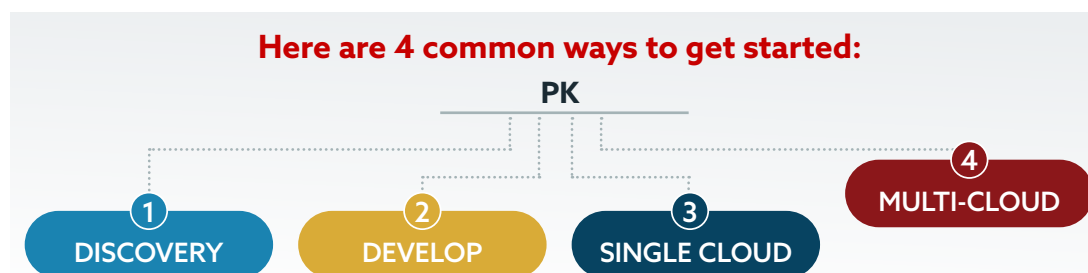 Here are 4 common ways to get started:
PK
1
DISCOVERY
2
DEVELOP
3
SINGLE CLOUD
4
MULTI-CLOUD